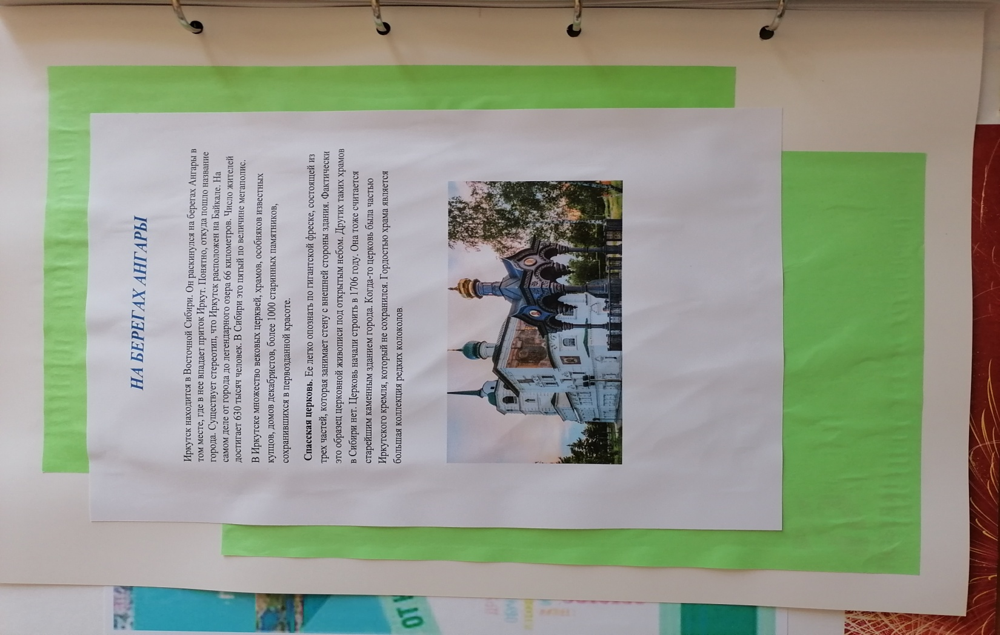 НА БЕРЕГАХ АНГАРЫ
Иркутск находится в Восточной Сибири. Он раскинулся на берегах Ангары в
том месте, где в нее впадает приток Иркут. Понятно, откуда пошло название
города. Существует стереотип, что Иркутск расположен на Байкале. На
самом деле от города до легендарного озера 66 километров. Число жителей
достигает 630 тысяч человек. В Сибири это пятый по величине мегаполис.
В Иркутске множество вековых церквей, храмов, особняков известных
купцов, домов декабристов, более 1000 старинных памятников,
сохранившихся в первозданной красоте.
Спасская церковь. Ее легко опознать по гигантской фреске, состоящей из
трех частей, которая занимает стену с внешней стороны здания. Фактически
это образец церковной живописи под открытым небом. Других таких храмов
в Сибири нет. Церковь начали строить в 1706 году. Она тоже считается
старейшим каменным зданием города. Когда-то церковь была частью
Иркутского кремля, который не сохранился. Гордостью храма является
большая коллекция редких колоколов.
ОТ